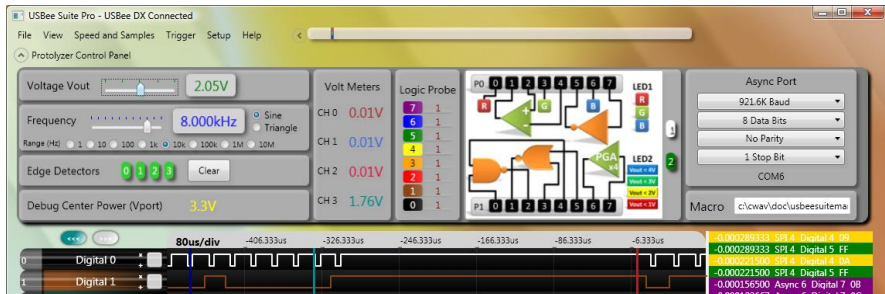 USBee Suite Pro - USBee DX Connected
File View Speed and Samples Trigger Setup Help
Protolyzer Control Panel
Voltage Vout 2.05V
Frequency 8.000kHz Sine Triangle
Range (Hz) 1 10 100 1k 10k 100k 1M 10M
Edge Detectors 0 1 2 3 Clear
Debug Center Power (Vport) 3.3V
Volt Meters
CH 0 0.01V
CH 1 0.01V
CH 2 0.01V
CH 3 1.76V
Logic Probe
7 1
6 1
5 1
4 1
3 1
2 1
1 1
0 1
P0 0 1 2 3 4 5 6 7 LED1
R G B R
G
B
1
PGA x4 LED2 2
Vout < 4V
Vout < 3V
Vout < 2V
Vout < 1V
P1 0 1 2 3 4 5 6 7
Async Port
921.6K Baud
8 Data Bits
No Parity
1 Stop Bit
COM6
Macro c:\cwav\doc\usbeesuitema
80us/div -406.333us -326.333us -246.333us -166.333us -86.333us -6.333us
0 Digital 0
1 Digital 1
-0.000289333 SPI 4 Digital 4 09
-0.000289333 SPI 4 Digital 5 FF
-0.000221500 SPI 4 Digital 4 0A
-0.000221500 SPI 4 Digital 5 FF
-0.000156500 Async 6 Digital 7 0B